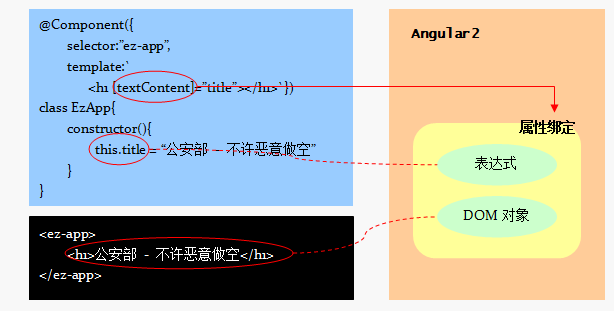 @Component({
selector:"ez-app",
template:`
<h1 [textContent]="title"></h1>` })
class EzApp{
constructor(){
this.title = “公安部 - 不许恶意做空”
}
}
<ez-app>
<h1>公安部 - 不许恶意做空</h1>
</ez-app>
Angular2
属性绑定
表达式
DOM 对象